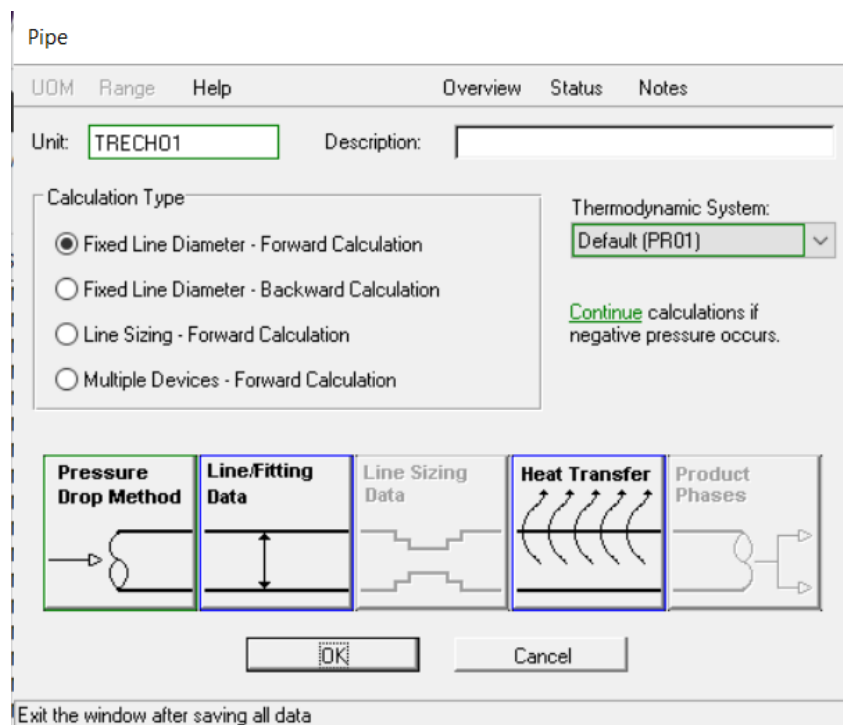 Pipe
UOM Range Help Overview Status Notes
Unit: TRECHO1 Description:
Calculation Type
Fixed Line Diameter - Forward Calculation
Fixed Line Diameter - Backward Calculation
Line Sizing - Forward Calculation
Multiple Devices - Forward Calculation
Thermodynamic System:
Default (PR01)
Continue calculations if
negative pressure occurs.
Pressure
Drop Method
Line/Fitting
Data
Line Sizing
Data
Heat Transfer
Product
Phases
OK Cancel
Exit the window after saving all data